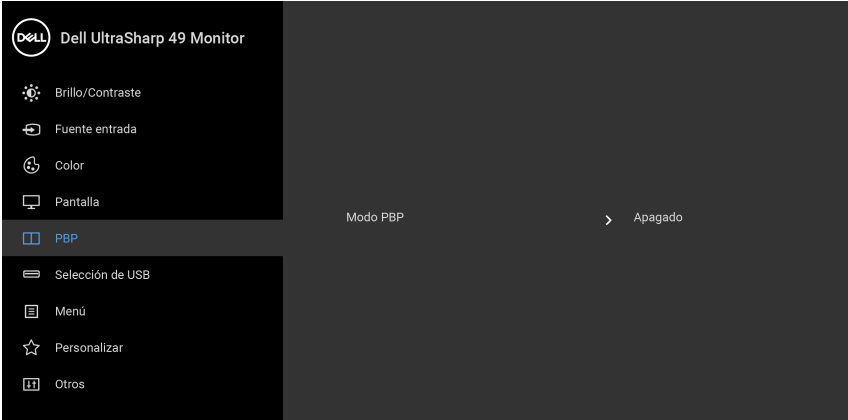 DELL
Dell UltraSharp 49 Monitor
Brillo/Contraste
Fuente entrada
Color
Pantalla
PBP
Selección de USB
Menú
Personalizar
Otros
Modo PBP
Apagado